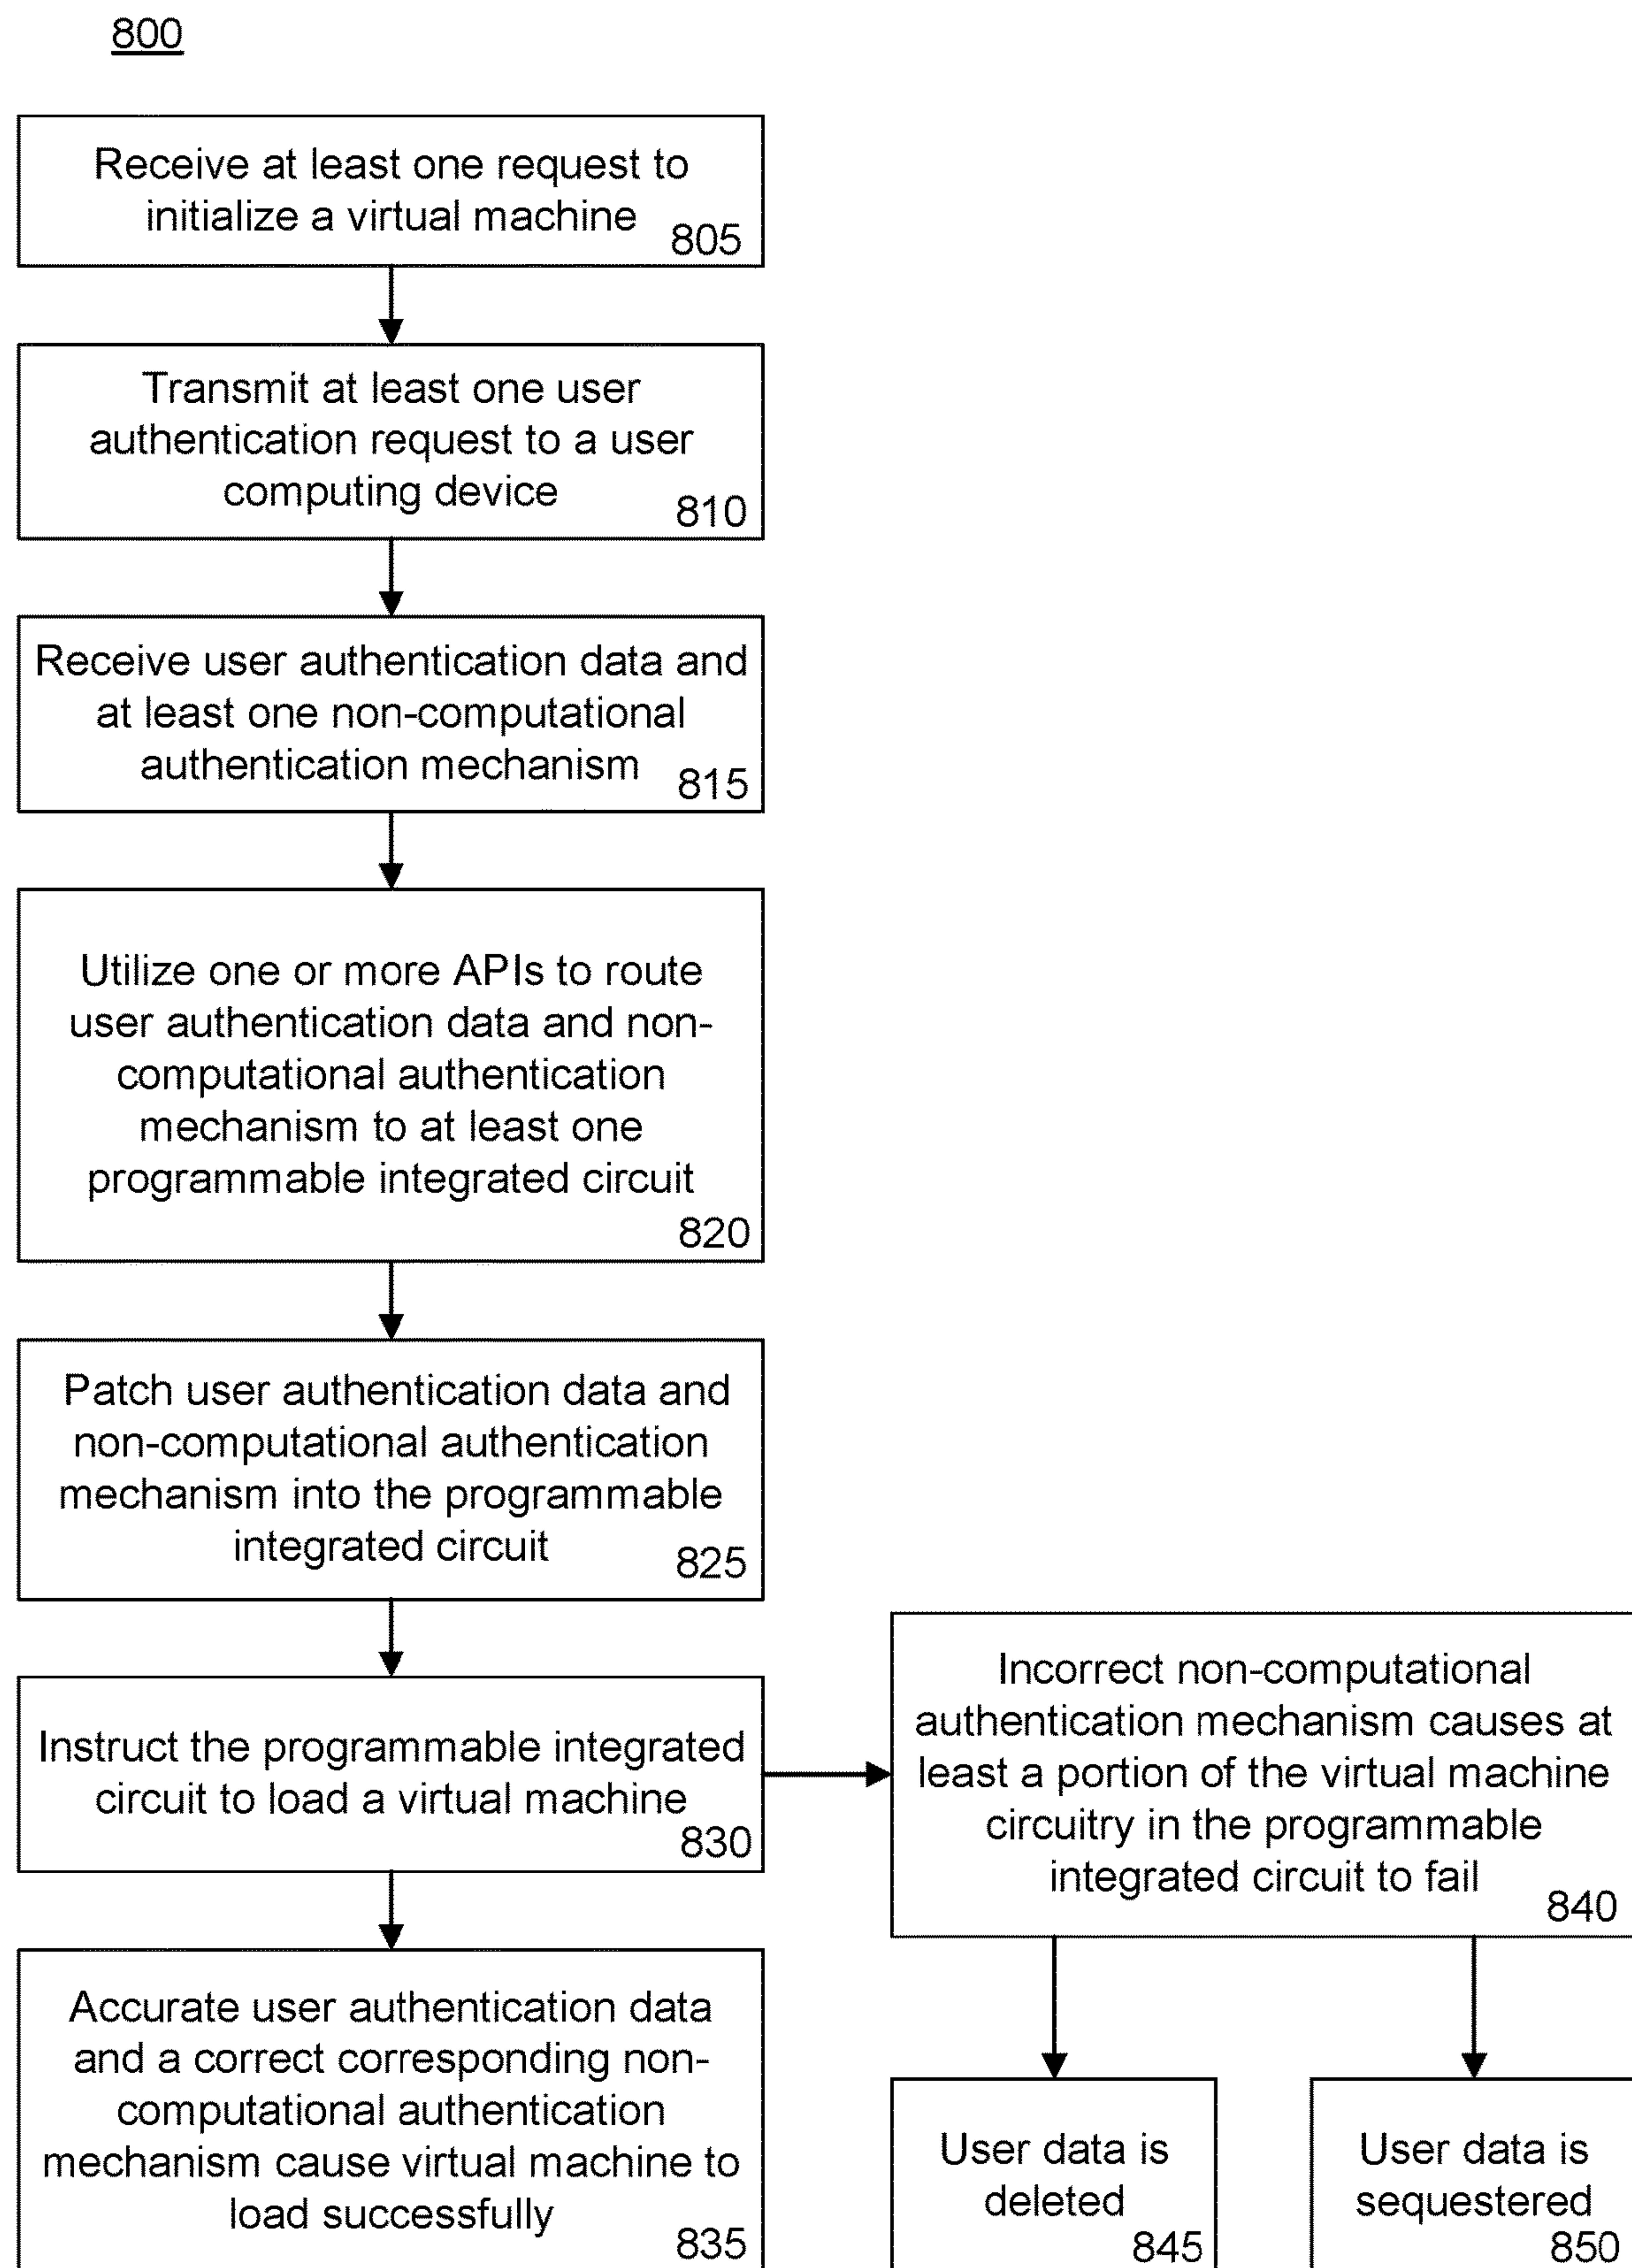 800
Receive at least one request to
initialize a virtual machine
805
Transmit at least one user
authentication request to a user
computing device
810
Receive user authentication data and
at least one non-computational
authentication mechanism
815
Utilize one or more APIs to route
user authentication data and non-
computational authentication
mechanism to at least one
programmable integrated circuit
820
Patch user authentication data and
non-computational authentication
mechanism into the programmable
integrated circuit
825
Instruct the programmable integrated
circuit to load a virtual machine
830
Accurate user authentication data
and a correct corresponding non-
computational authentication
mechanism cause virtual machine to
load successfully
835
Incorrect non-computational
authentication mechanism causes at
least a portion of the virtual machine
circuitry in the programmable
integrated circuit to fail
840
User data is
deleted
845
User data is
sequestered
850